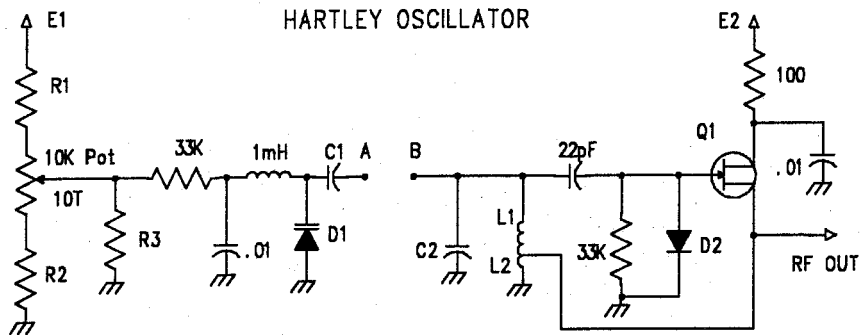 HARTLEY OSCILLATOR
E1
E2
R1
100
Q1
10K Pot
33K
1mH
C1
A
B
22pF
.01
10T
R3
.01
D1
L1
C2
L2
33K
D2
R2
RF OUT